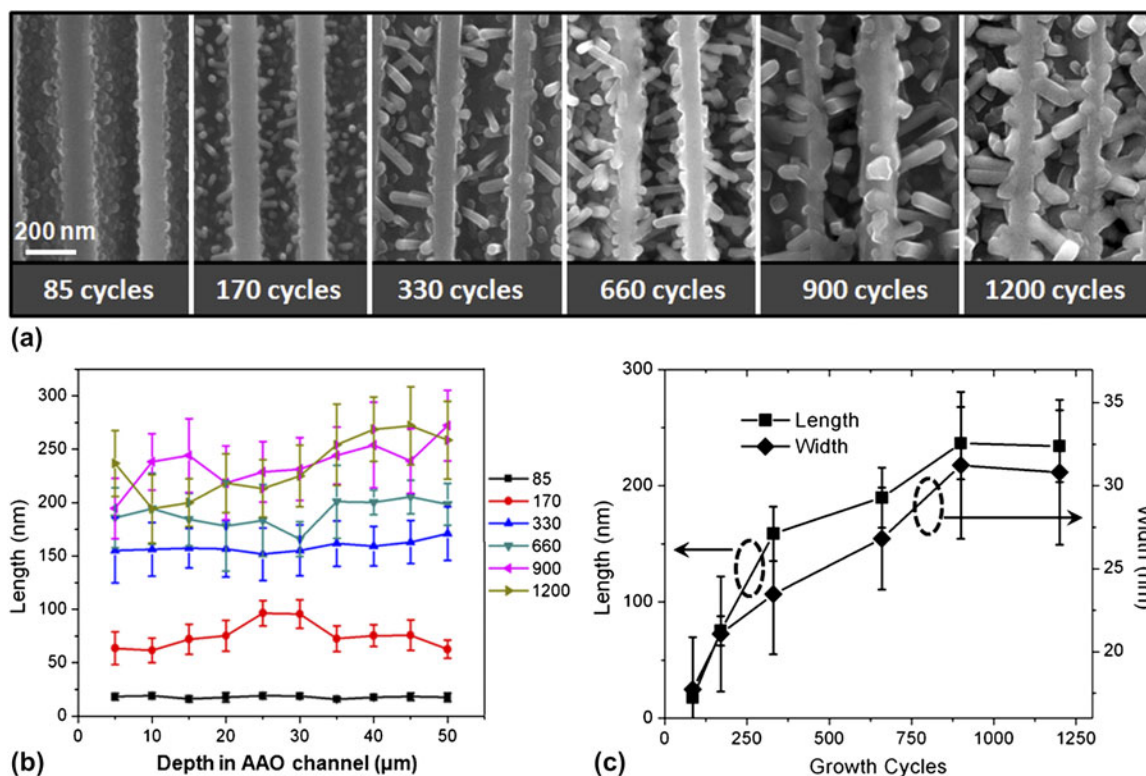 200 nm
85 cycles
170 cycles
330 cycles
660 cycles
900 Cycles
1200 cycles
(a)
300
250
200
150
100
50
0
Length (nm)
0 10 20 30 40 50
Depth in AAO channel (µm)
85
170
330
660
900
1200
(b)
300
200
100
0
Length (nm)
Length
Width
35
30
25
20
Width (nm)
0 250 500 750 1000 1250
Growth Cycles
(c)